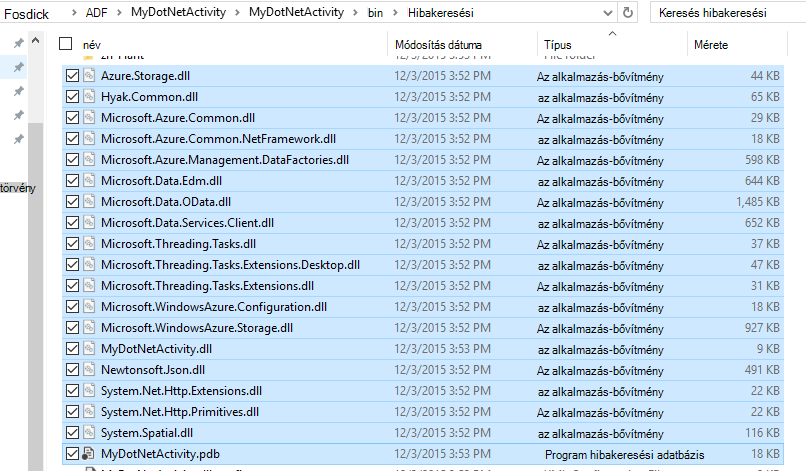 Fosdick > ADF > MyDotNetActivity > MyDotNetActivity > bin > Hibakeresési Keresés hibakeresési
név Módosítás dátuma Típus Mérete
Azure.Storage.dll 12/3/2015 3:52 PM Az alkalmazás-bővítmény 44 KB
Hyak.Common.dll 12/3/2015 3:52 PM az alkalmazás-bővítmény 65 KB
Microsoft.Azure.Common.dll 12/3/2015 3:52 PM Az alkalmazás-bővítmény 29 KB
Microsoft.Azure.Common.NetFramework.dll 12/3/2015 3:52 PM az alkalmazás-bővítmény 18 KB
Microsoft.Azure.Management.DataFactories.dll 12/3/2015 3:52 PM Az alkalmazás-bővítmény 598 KB
Microsoft.Data.Edm.dll 12/3/2015 3:52 PM az alkalmazás-bővítmény 644 KB
Microsoft.Data.OData.dll 12/3/2015 3:52 PM Az alkalmazás-bővítmény 1,485 KB
Microsoft.Data.Services.Client.dll 12/3/2015 3:52 PM az alkalmazás-bővítmény 652 KB
Microsoft.Threading.Tasks.dll 12/3/2015 3:52 PM Az alkalmazás-bővítmény 37 KB
Microsoft.Threading.Tasks.Extensions.Desktop.dll 12/3/2015 3:52 PM az alkalmazás-bővítmény 47 KB
Microsoft.Threading.Tasks.Extensions.dll 12/3/2015 3:52 PM Az alkalmazás-bővítmény 31 KB
Microsoft.WindowsAzure.Configuration.dll 12/3/2015 3:52 PM az alkalmazás-bővítmény 18 KB
Microsoft.WindowsAzure.Storage.dll 12/3/2015 3:52 PM Az alkalmazás-bővítmény 927 KB
MyDotNetActivity.dll 12/3/2015 3:53 PM az alkalmazás-bővítmény 9 KB
Newtonsoft.Json.dll 12/3/2015 3:52 PM Az alkalmazás-bővítmény 491 KB
System.Net.Http.Extensions.dll 12/3/2015 3:52 PM az alkalmazás-bővítmény 22 KB
System.Net.Http.Primitives.dll 12/3/2015 3:52 PM Az alkalmazás-bővítmény 22 KB
System.Spatial.dll 12/3/2015 3:52 PM az alkalmazás-bővítmény 116 KB
MyDotNetActivity.pdb 12/3/2015 3:53 PM Program hibakeresési adatbázis 18 KB
törvény